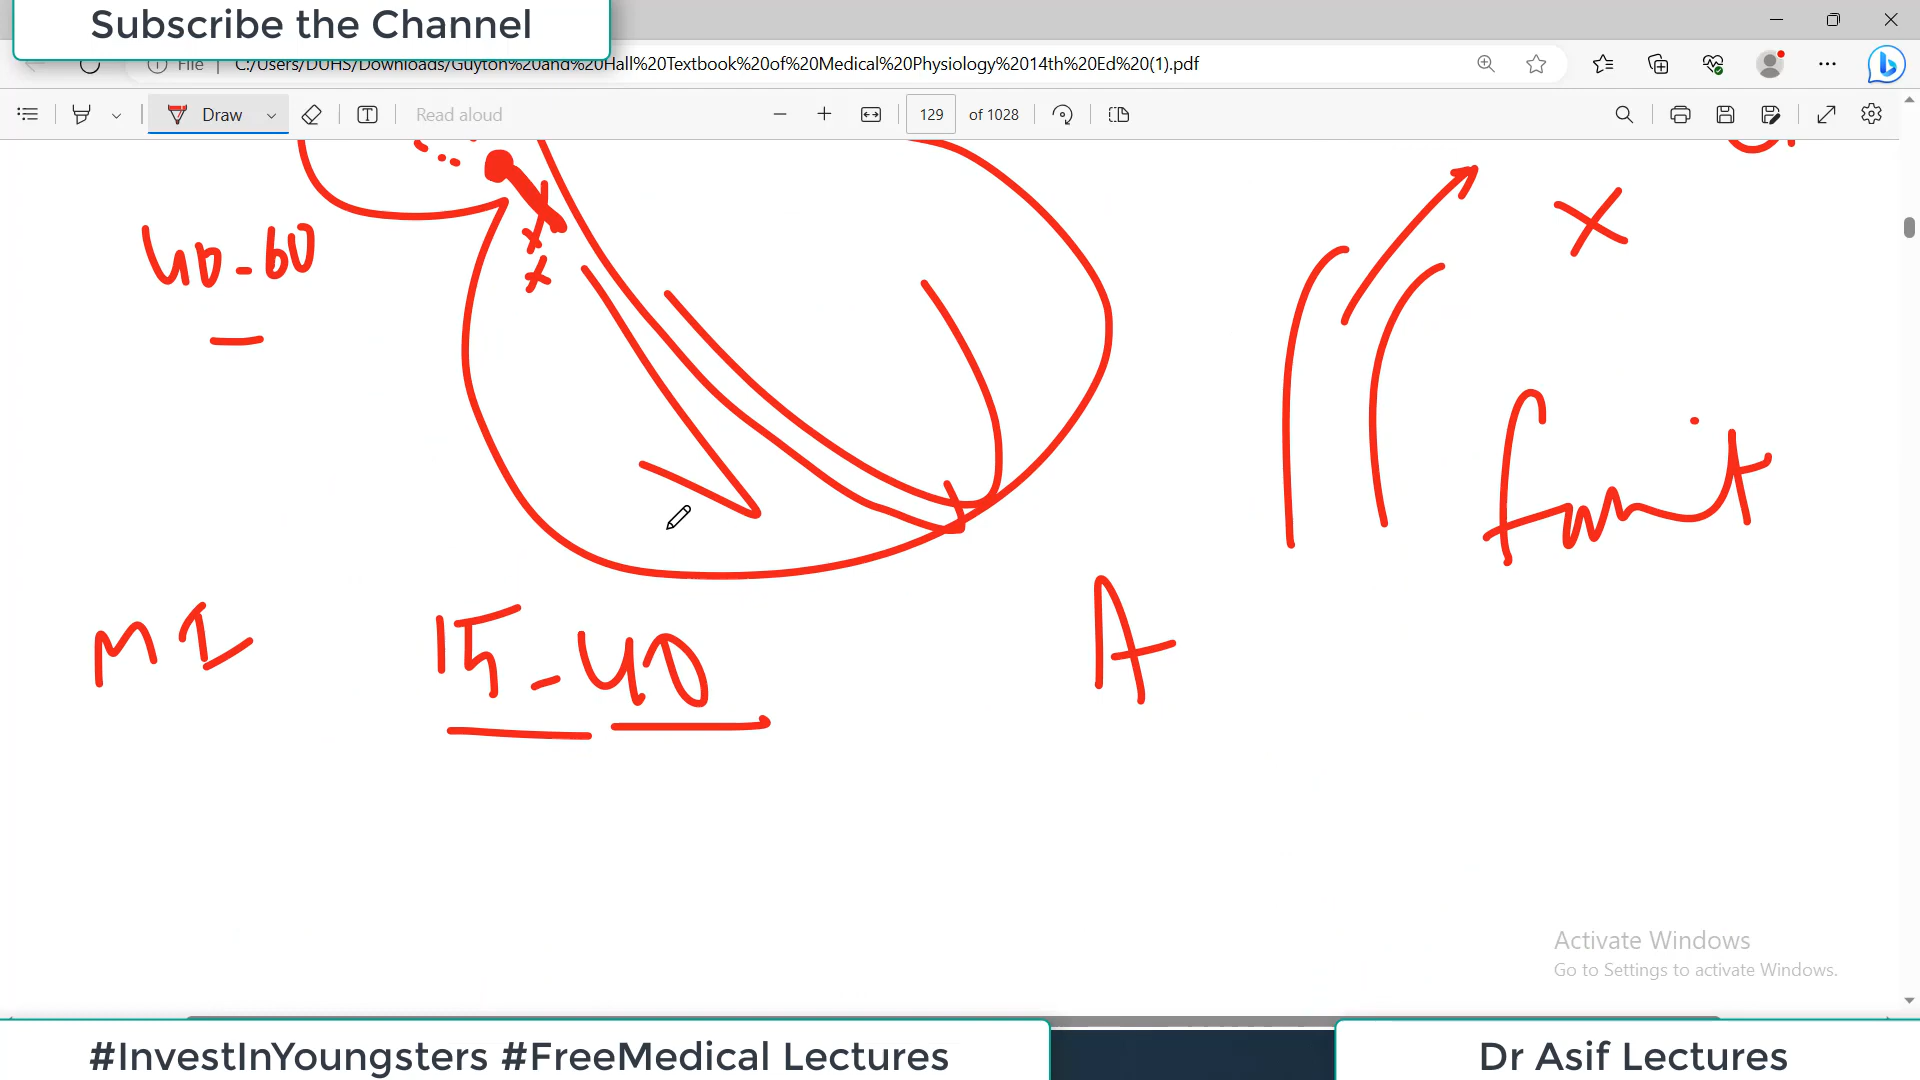 Subscribe the Channel
File C:/Users/DUHS/Downloads/Guyton%20and%20Hall%20Textbook%20of%20Medical%20Physiology%2014th%20Ed%20(1).pdf
Draw Read aloud 129 of 1028
40-60
MI 15-40 A
Activate Windows
Go to Settings to activate Windows.
#InvestInYoungsters #FreeMedical Lectures Dr Asif Lectures